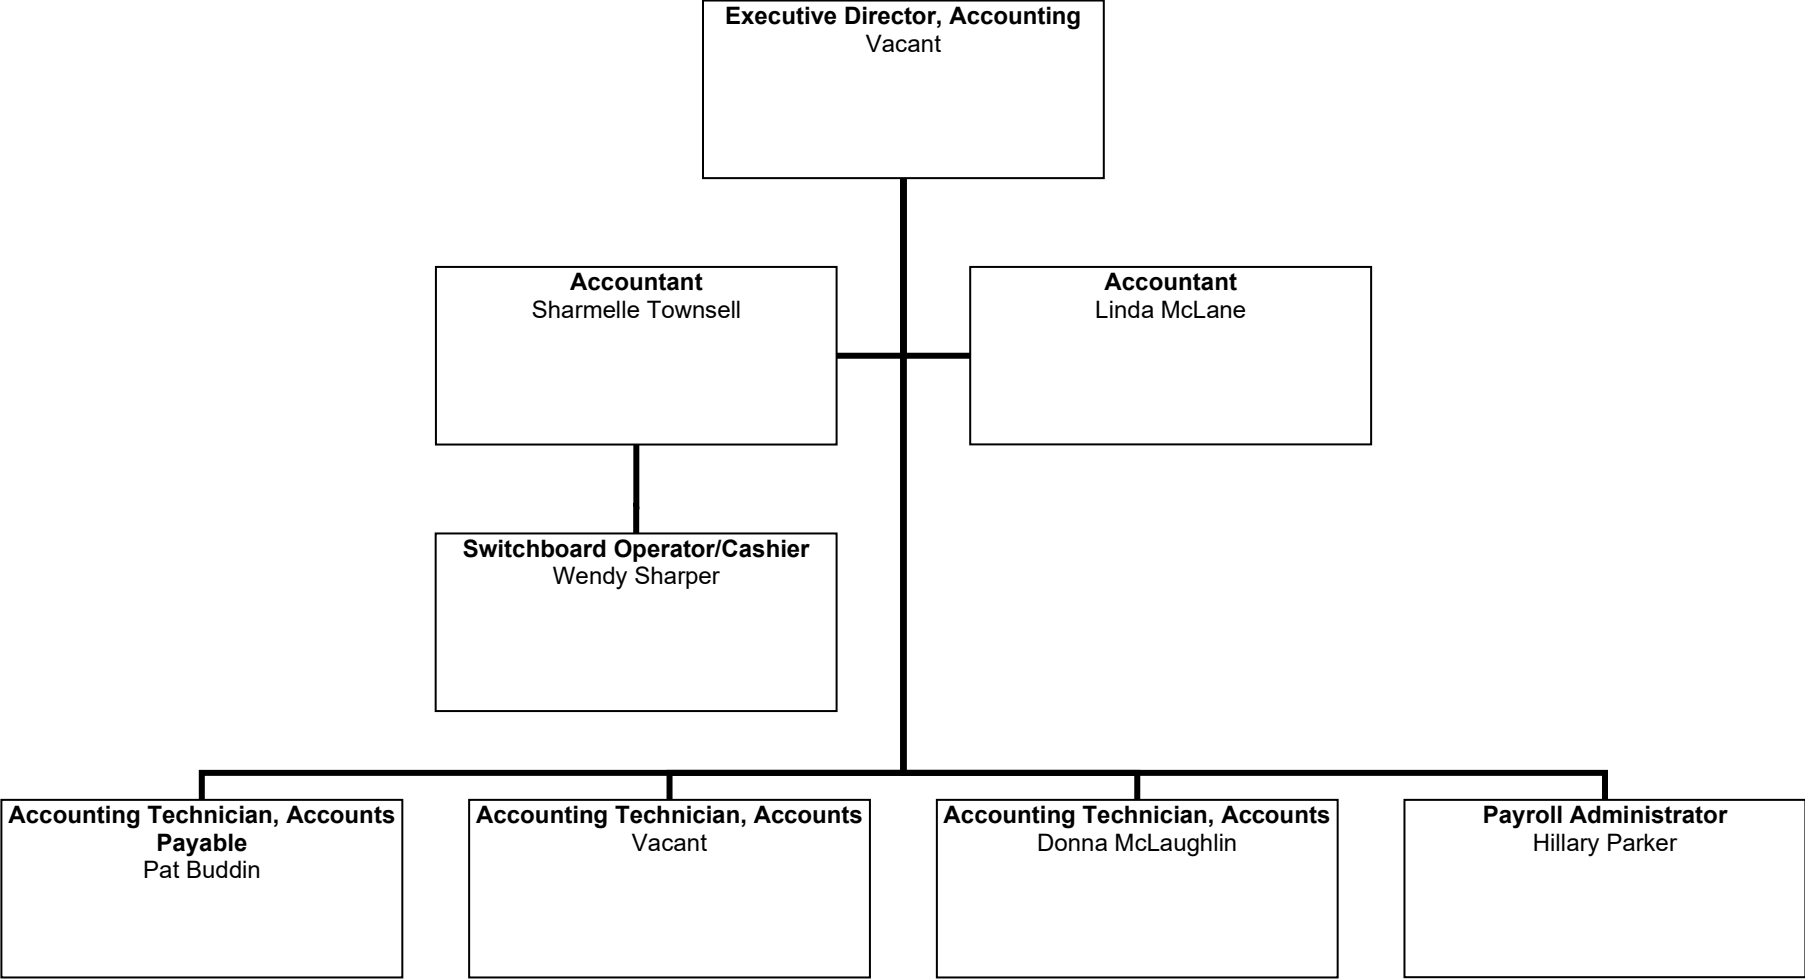 Executive Director, Accounting
Vacant
Accountant
Sharmelle Townsell
Accountant
Linda McLane
Switchboard Operator/Cashier
Wendy Sharper
Accounting Technician, Accounts
Payable
Pat Buddin
Accounting Technician, Accounts
Vacant
Accounting Technician, Accounts
Donna McLaughlin
Payroll Administrator
Hillary Parker